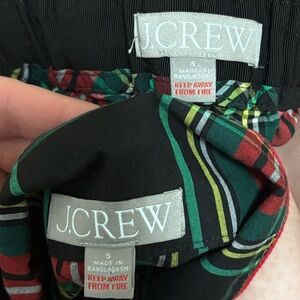 J.CREW
S
MADE IN
BANGLADESH
KEEP AWAY
FROM FIRE
J.CREW
S
MADE IN
BANGLADESH
KEEP AWAY
FROM FIRE